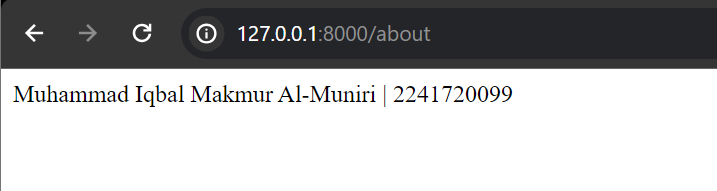 127.0.0.1:8000/about
Muhammad Iqbal Makmur Al-Muniri | 2241720099